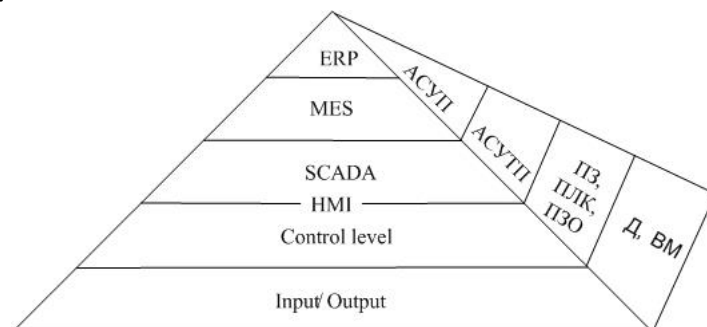 ERP
MES
SCADA
HMI
Control level
Input/ Output
АСУП
АСУТП
ПЗ,
ПЛК,
ПЗО
Д, ВМ